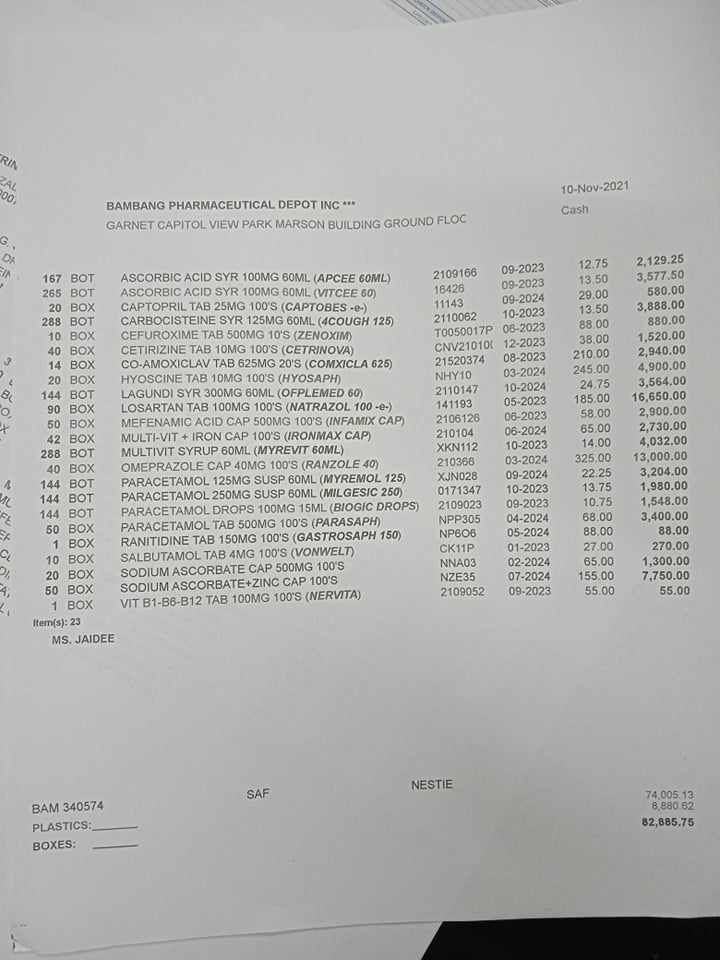 10-Nov-2021
BAMBANG PHARMACEUTICAL DEPOT INC ***
Cash
GARNET CAPITOL VIEW PARK MARSON BUILDING GROUND FLOC
167 BOT ASCORBIC ACID SYR 100MG 60ML (APCEE 60ML) 2109166 09-2023 12.75 2,129.25
265 BOT ASCORBIC ACID SYR 100MG 60ML (VITCEE 60) 16426 09-2023 13.50 3,577.50
20 BOX CAPTOPRIL TAB 25MG 100'S (CAPTOBES -e-) 11143 09-2024 29.00 580.00
288 BOT CARBOCISTEINE SYR 125MG 60ML (4COUGH 125) 2110062 10-2023 13.50 3,888.00
10 BOX CEFUROXIME TAB 500MG 10'S (ZENOXIM) T0050017P 06-2023 88.00 880.00
40 BOX CETIRIZINE TAB 10MG 100'S (CETRINOVA) CNV21010( 12-2023 38.00 1,520.00
14 BOX CO-AMOXICLAV TAB 625MG 20'S (COMXICLA 625) 21520374 08-2023 210.00 2,940.00
20 BOX HYOSCINE TAB 10MG 100'S (HYOSAPH) NHY10 03-2024 245.00 4,900.00
144 BOT LAGUNDI SYR 300MG 60ML (OFPLEMED 60) 2110147 10-2024 24.75 3,564.00
90 BOX LOSARTAN TAB 100MG 100'S (NATRAZOL 100 -e-) 141193 05-2023 185.00 16,650.00
50 BOX MEFENAMIC ACID CAP 500MG 100'S (INFAMIX CAP) 2106126 06-2023 58.00 2,900.00
42 BOX MULTI-VIT + IRON CAP 100'S (IRONMAX CAP) 210104 06-2024 65.00 2,730.00
288 BOT MULTIVIT SYRUP 60ML (MYREVIT 60ML) XKN112 10-2023 14.00 4,032.00
40 BOX OMEPRAZOLE CAP 40MG 100'S (RANZOLE 40) 210366 03-2024 325.00 13,000.00
144 BOT PARACETAMOL 125MG SUSP 60ML (MYREMOL 125) XJN028 09-2024 22.25 3,204.00
144 BOT PARACETAMOL 250MG SUSP 60ML (MILGESIC 250) 0171347 10-2023 13.75 1,980.00
144 BOT PARACETAMOL DROPS 100MG 15ML (BIOGIC DROPS) 2109023 09-2023 10.75 1,548.00
50 BOX PARACETAMOL TAB 500MG 100'S (PARASAPH) NPP305 04-2024 68.00 3,400.00
1 BOX RANITIDINE TAB 150MG 100'S (GASTROSAPH 150) NP6O6 05-2024 88.00 88.00
10 BOX SALBUTAMOL TAB 4MG 100'S (VONWELT) CK11P 01-2023 27.00 270.00
20 BOX SODIUM ASCORBATE CAP 500MG 100'S NNA03 02-2024 65.00 1,300.00
50 BOX SODIUM ASCORBATE+ZINC CAP 100'S NZE35 07-2024 155.00 7,750.00
1 BOX VIT B1-B6-B12 TAB 100MG 100'S (NERVITA) 2109052 09-2023 55.00 55.00
Item(s): 23
MS. JAIDEE
BAM 340574 SAF NESTIE 74,005.13
8,880.62
PLASTICS:______ 82,885.75
BOXES: ______